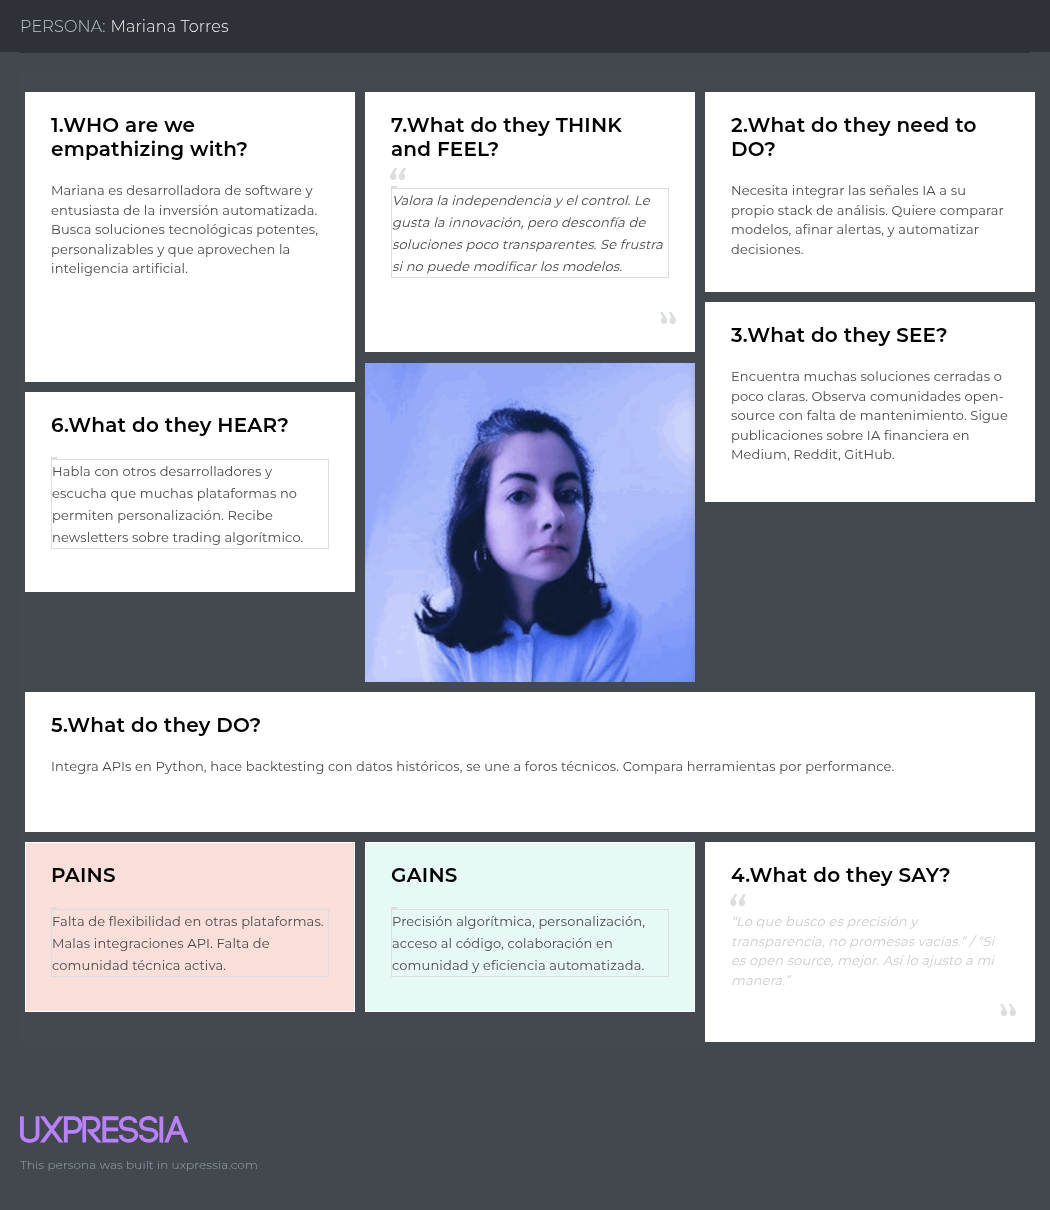 PERSONA: Mariana Torres
1.WHO are we
empathizing with?
Mariana es desarrolladora de software y
entusiasta de la inversión automatizada.
Busca soluciones tecnológicas potentes,
personalizables y que aprovechen la
inteligencia artificial.
7.What do they THINK
and FEEL?
“
Valora la independencia y el control. Le
gusta la innovación, pero desconfía de
soluciones poco transparentes. Se frustra
si no puede modificar los modelos.
”
2.What do they need to
DO?
Necesita integrar las señales IA a su
propio stack de análisis. Quiere comparar
modelos, afinar alertas, y automatizar
decisiones.
3.What do they SEE?
Encuentra muchas soluciones cerradas o
poco claras. Observa comunidades open-
source con falta de mantenimiento. Sigue
publicaciones sobre IA financiera en
Medium, Reddit, GitHub.
6.What do they HEAR?
Habla con otros desarrolladores y
escucha que muchas plataformas no
permiten personalización. Recibe
newsletters sobre trading algorítmico.
5.What do they DO?
Integra APIs en Python, hace backtesting con datos históricos, se une a foros técnicos. Compara herramientas por performance.
PAINS
Falta de flexibilidad en otras plataformas.
Malas integraciones API. Falta de
comunidad técnica activa.
GAINS
Precisión algorítmica, personalización,
acceso al código, colaboración en
comunidad y eficiencia automatizada.
4.What do they SAY?
“
“Lo que busco es precisión y
transparencia, no promesas vacías.” / “Si
es open source, mejor. Así lo ajusto a mi
manera.”
”
UXPRESSIA
This persona was built in uxpressia.com